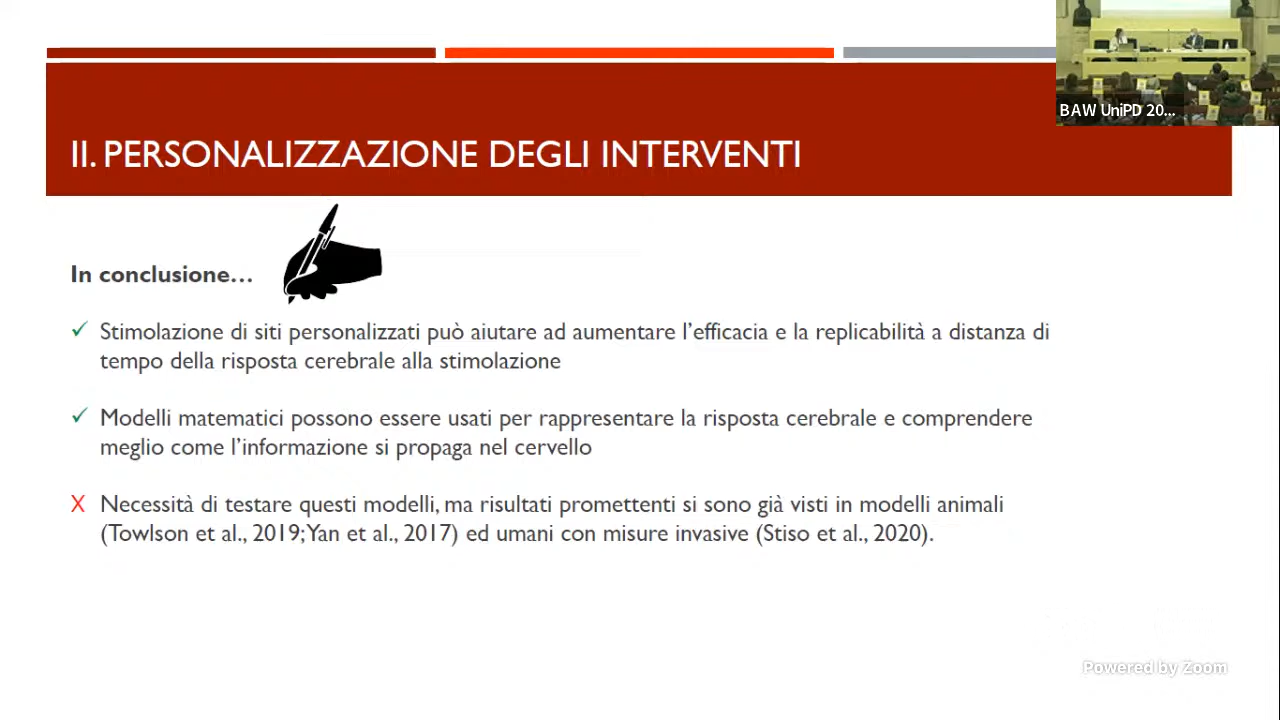 BAW UniPD 20...
II. PERSONALIZZAZIONE DEGLI INTERVENTI
In conclusione...
✓ Stimolazione di siti personalizzati può aiutare ad aumentare l'efficacia e la replicabilità a distanza di
tempo della risposta cerebrale alla stimolazione
✓ Modelli matematici possono essere usati per rappresentare la risposta cerebrale e comprendere
meglio come l'informazione si propaga nel cervello
X Necessità di testare questi modelli, ma risultati promettenti si sono già visti in modelli animali
(Towlson et al., 2019; Yan et al., 2017) ed umani con misure invasive (Stiso et al., 2020).
Powered by Zoom